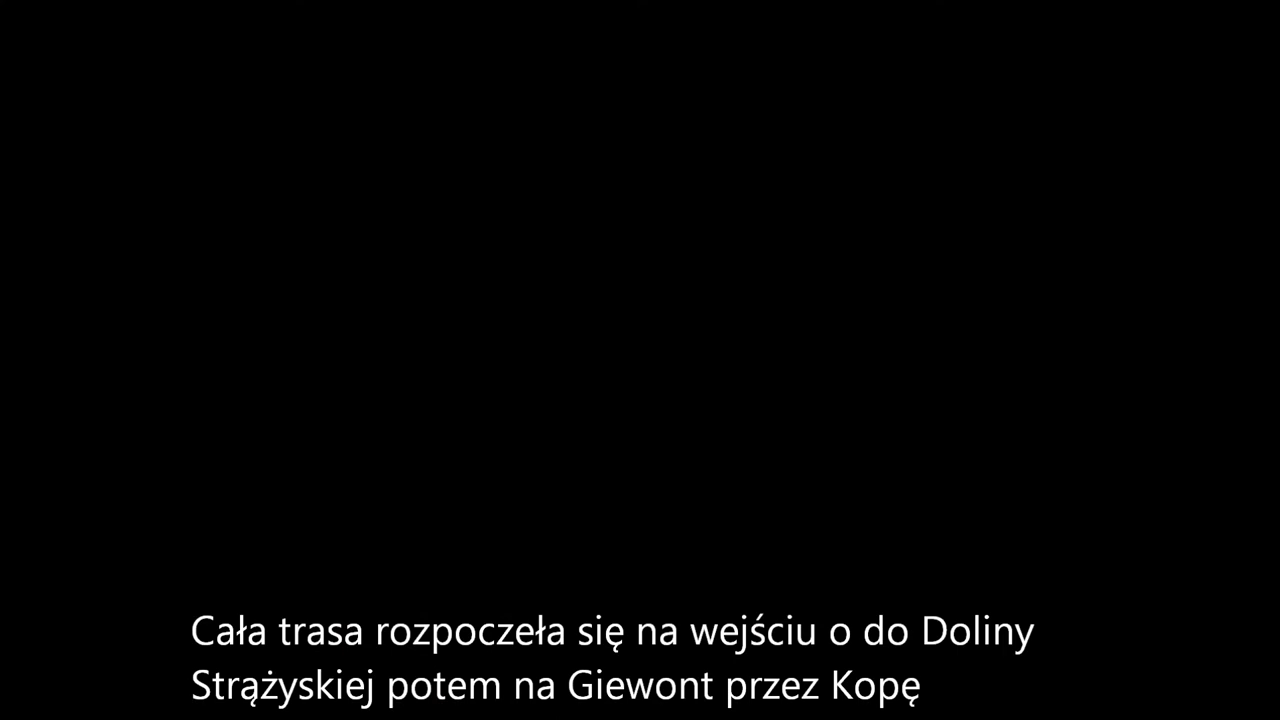 Cała trasa rozpoczeła się na wejściu o do Doliny
Strążyskiej potem na Giewont przez Kopę